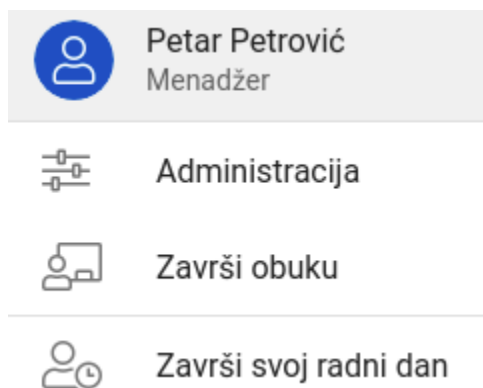 Petar Petrović
Menadžer
Administracija
Završi obuku
Završi svoj radni dan